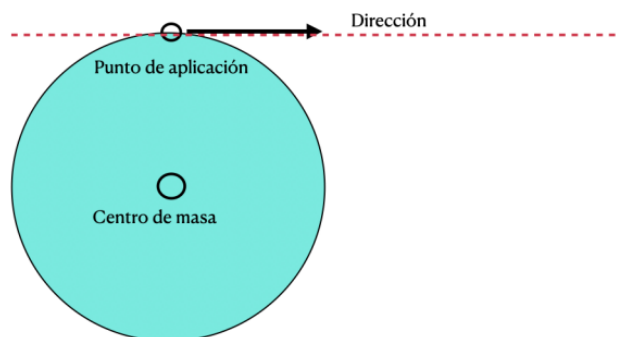 Dirección
Punto de aplicación
Centro de masa